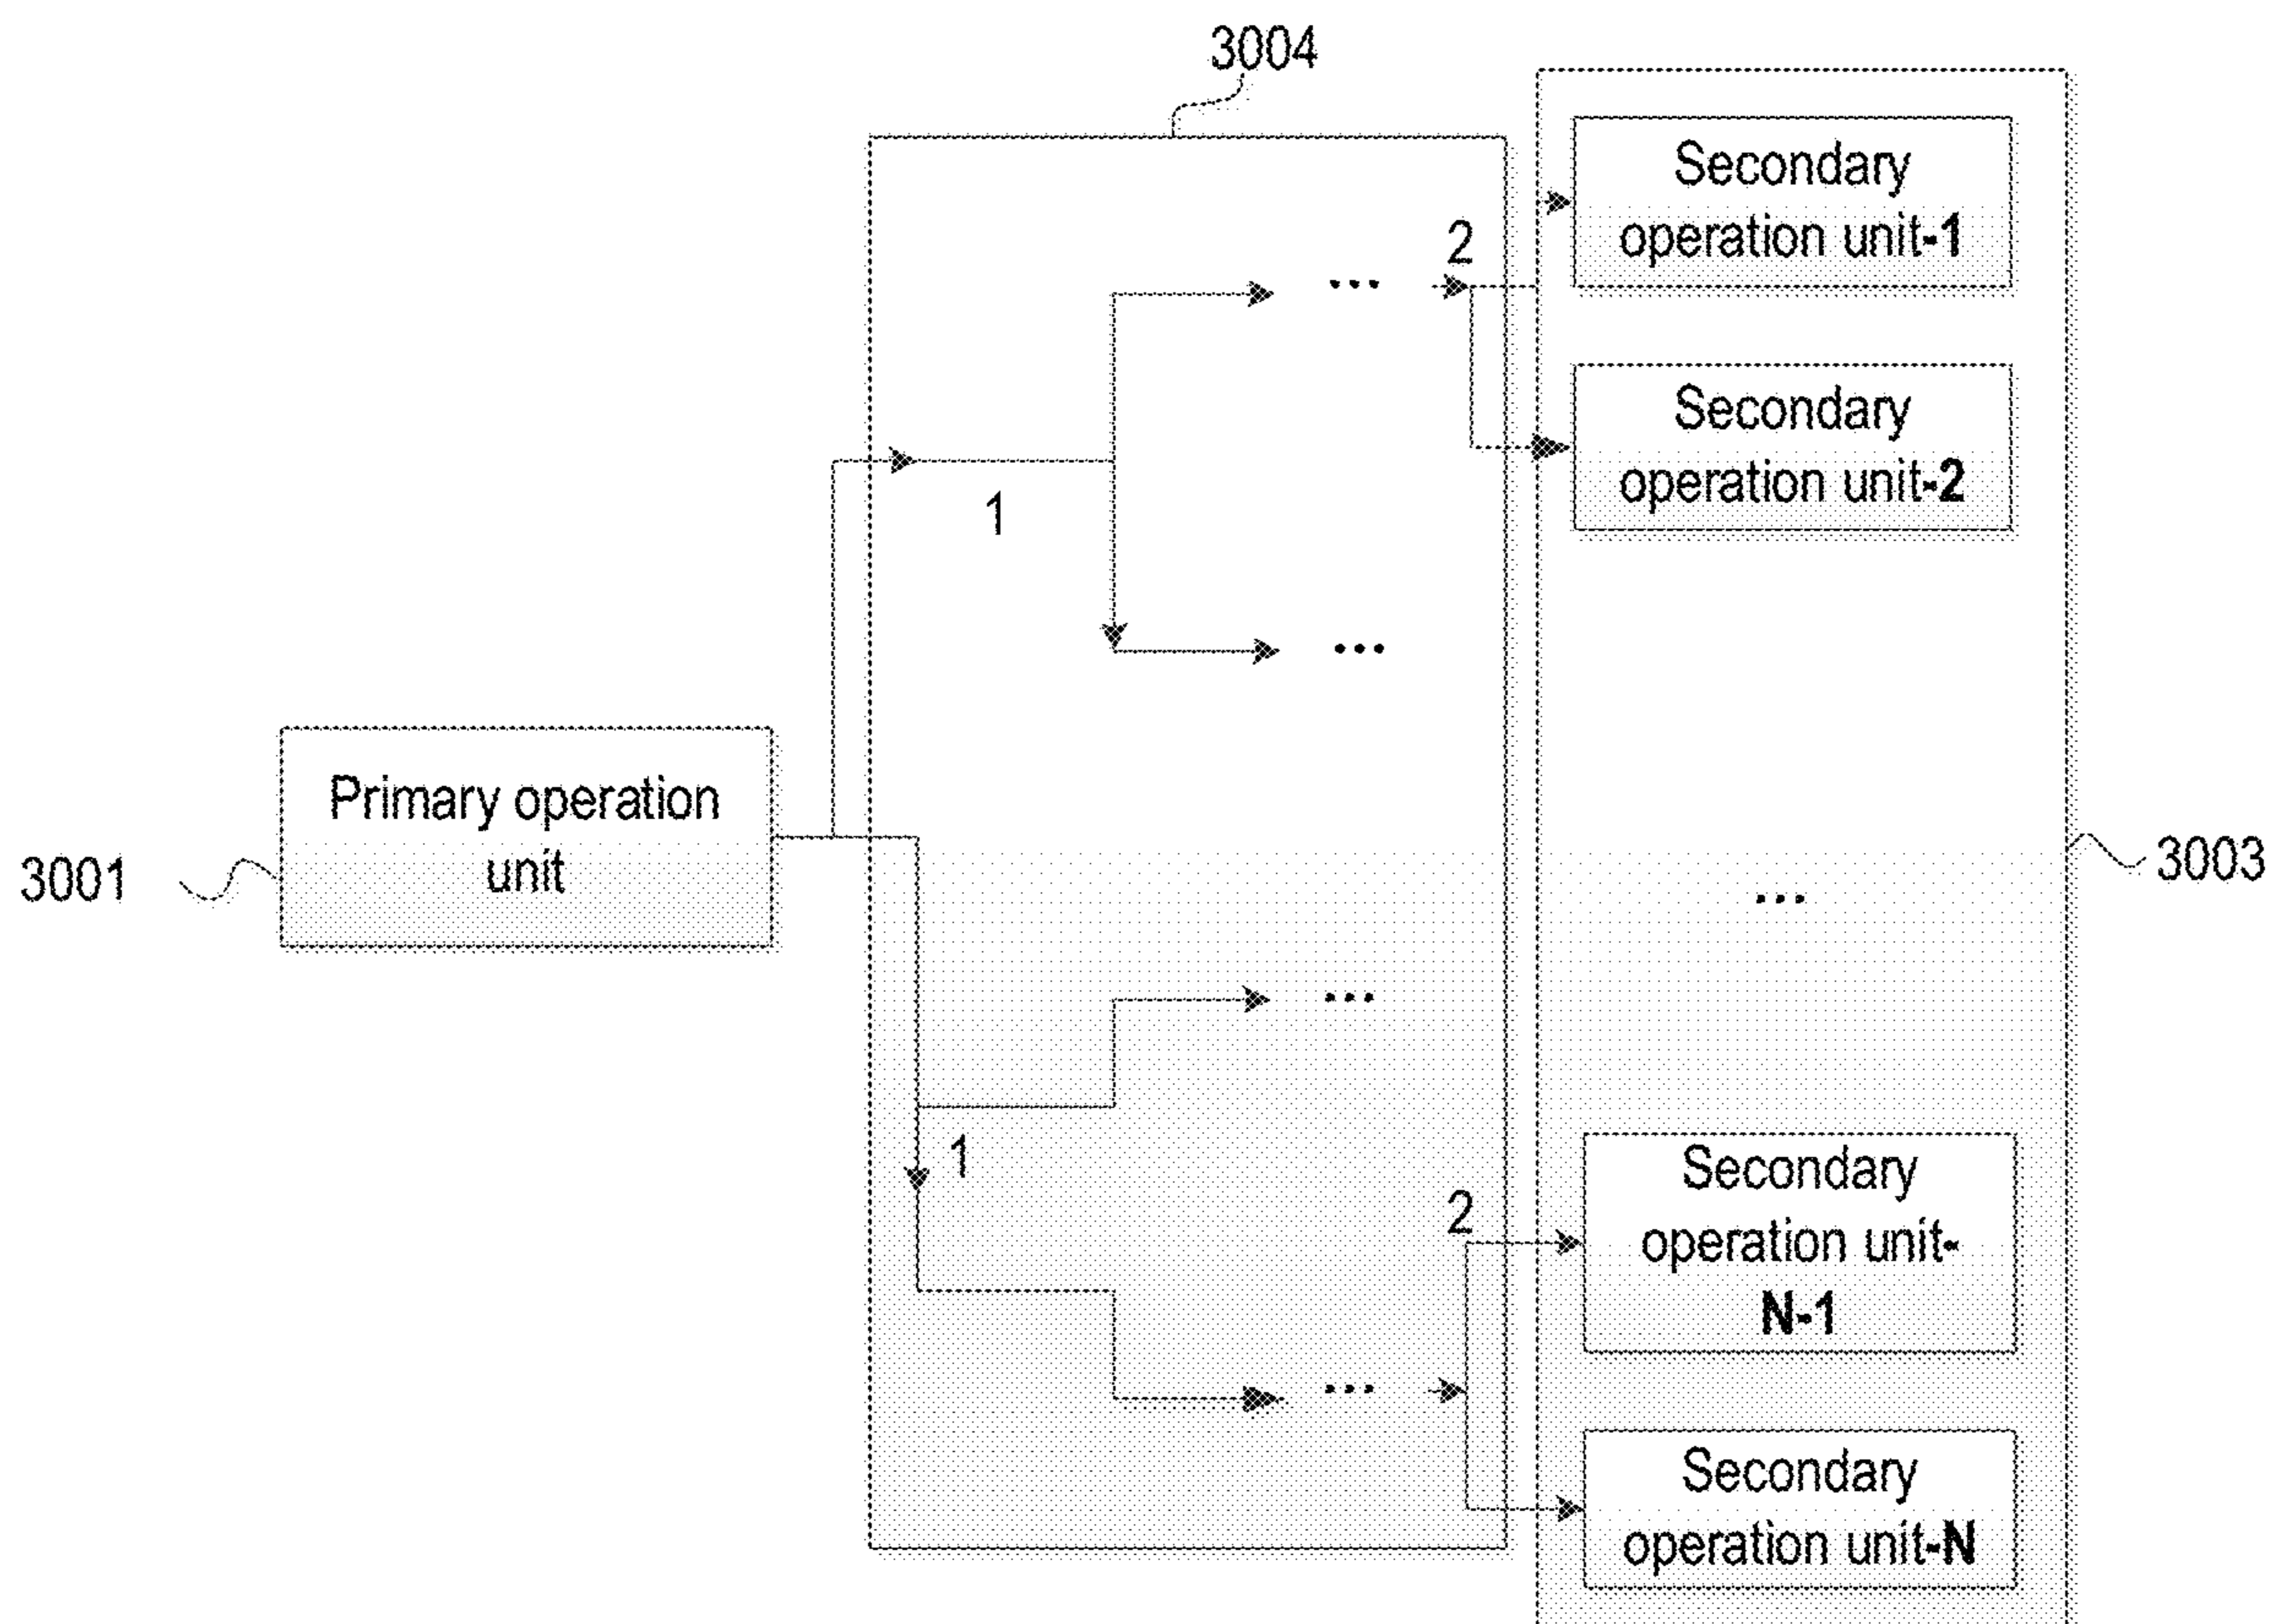 3004
Secondary
operation unit-1
2
...
Secondary
operation unit-2
1
...
Primary operation
unit
3001
3003
...
...
1
Secondary
operation unit-
N-1
2
...
Secondary
operation unit-N